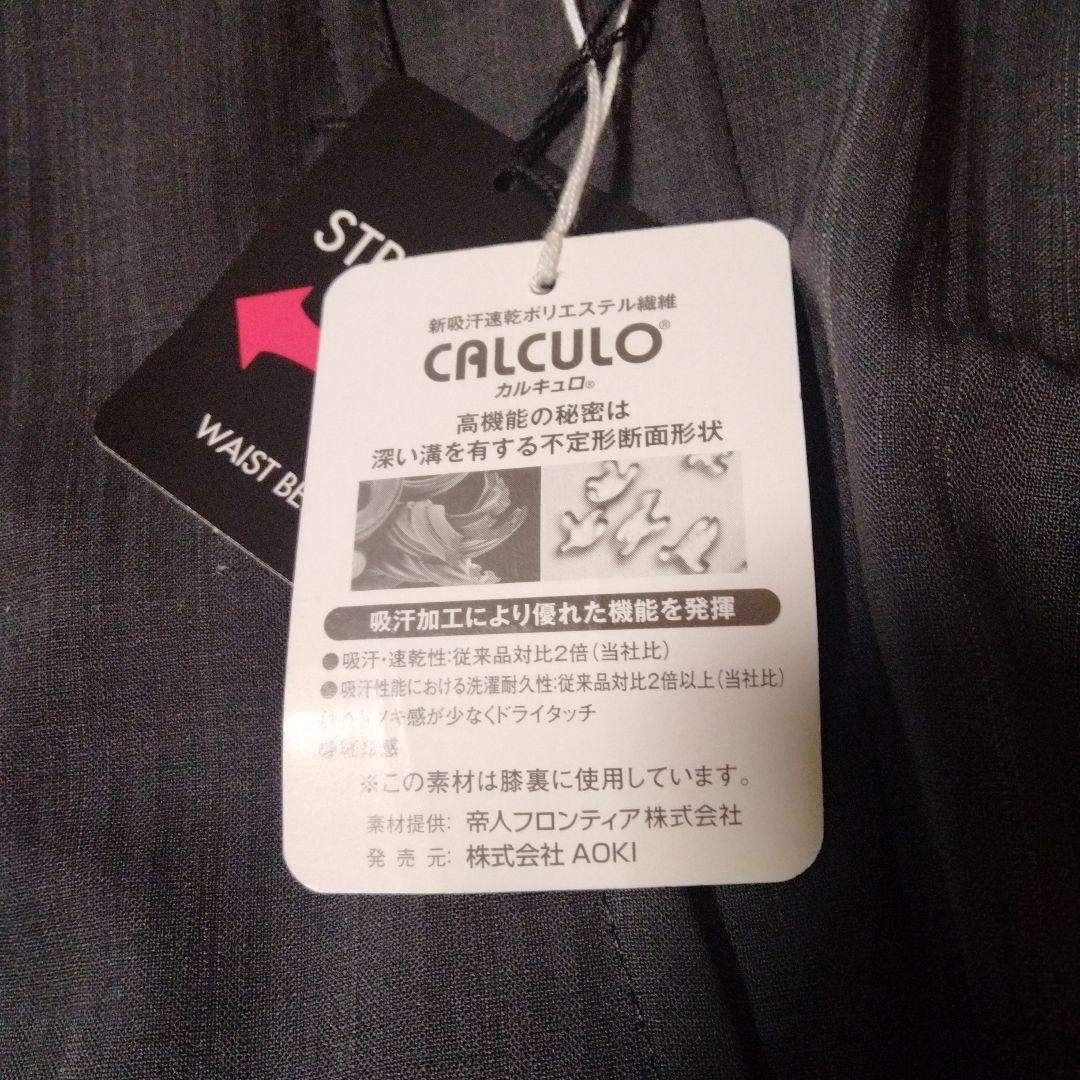 STR
WAIST BE
新吸汗速乾ポリエステル繊維
CALCULO®
カルキュロ®
高機能の秘密は
深い溝を有する不定形断面形状
吸汗加工により優れた機能を発揮
●吸汗・速乾性:従来品対比2倍(当社比)
●吸汗性能における洗濯耐久性:従来品対比2倍以上(当社比)
感が少なくドライタッチ
感
※この素材は膝裏に使用しています。
素材提供: 帝人フロンティア株式会社
発売元: 株式会社 AOKI